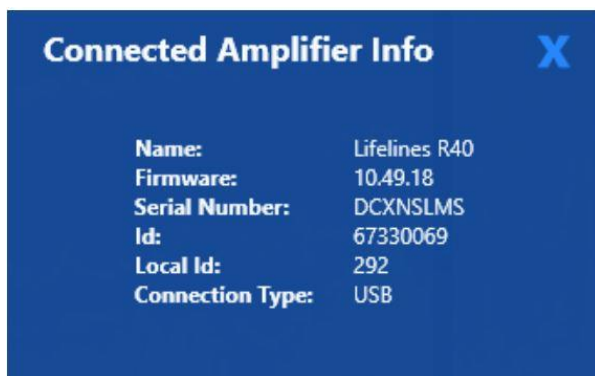 Connected Amplifier Info X
Name: Lifelines R40
Firmware: 10.49.18
Serial Number: DCXNSLMS
Id: 67330069
Local Id: 292
Connection Type: USB